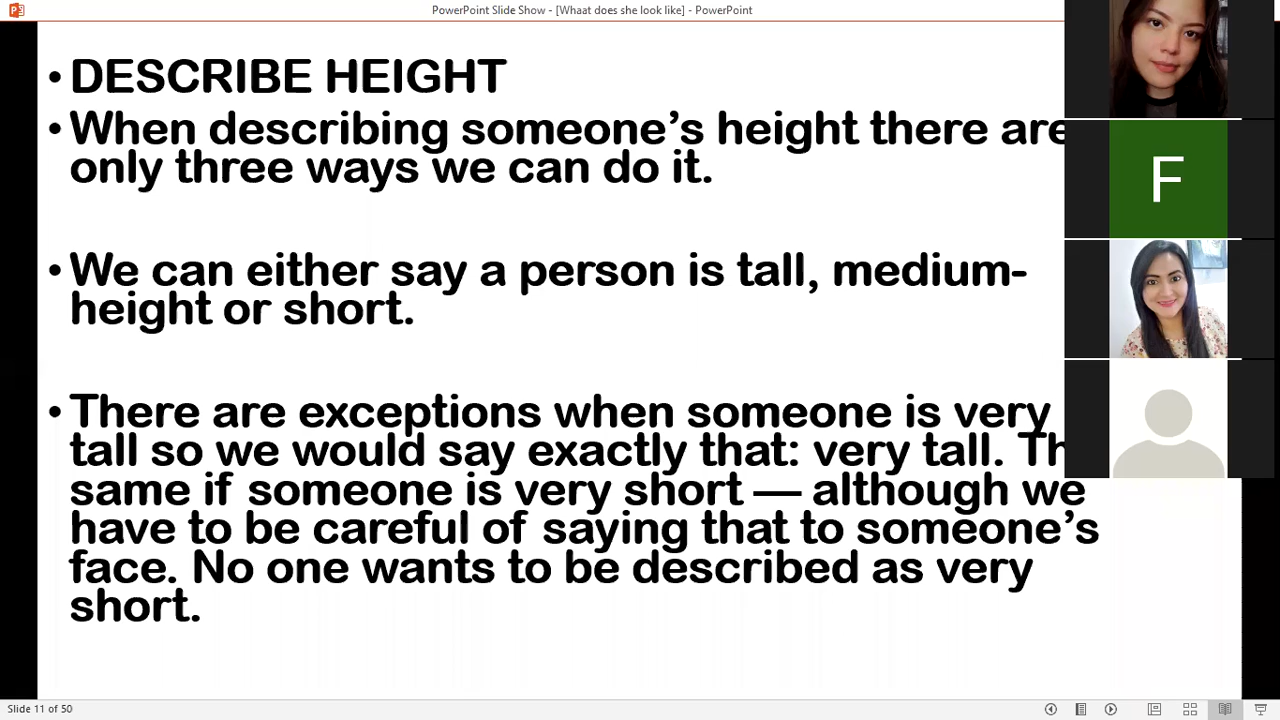 PowerPoint Slide Show - [Whaat does she look like] - PowerPoint
• DESCRIBE HEIGHT
• When describing someone’s height there are
only three ways we can do it.
• We can either say a person is tall, medium-
height or short.
• There are exceptions when someone is very
tall so we would say exactly that: very tall. Th
same if someone is very short — although we
have to be careful of saying that to someone’s
face. No one wants to be described as very
short.
F
Slide 11 of 50